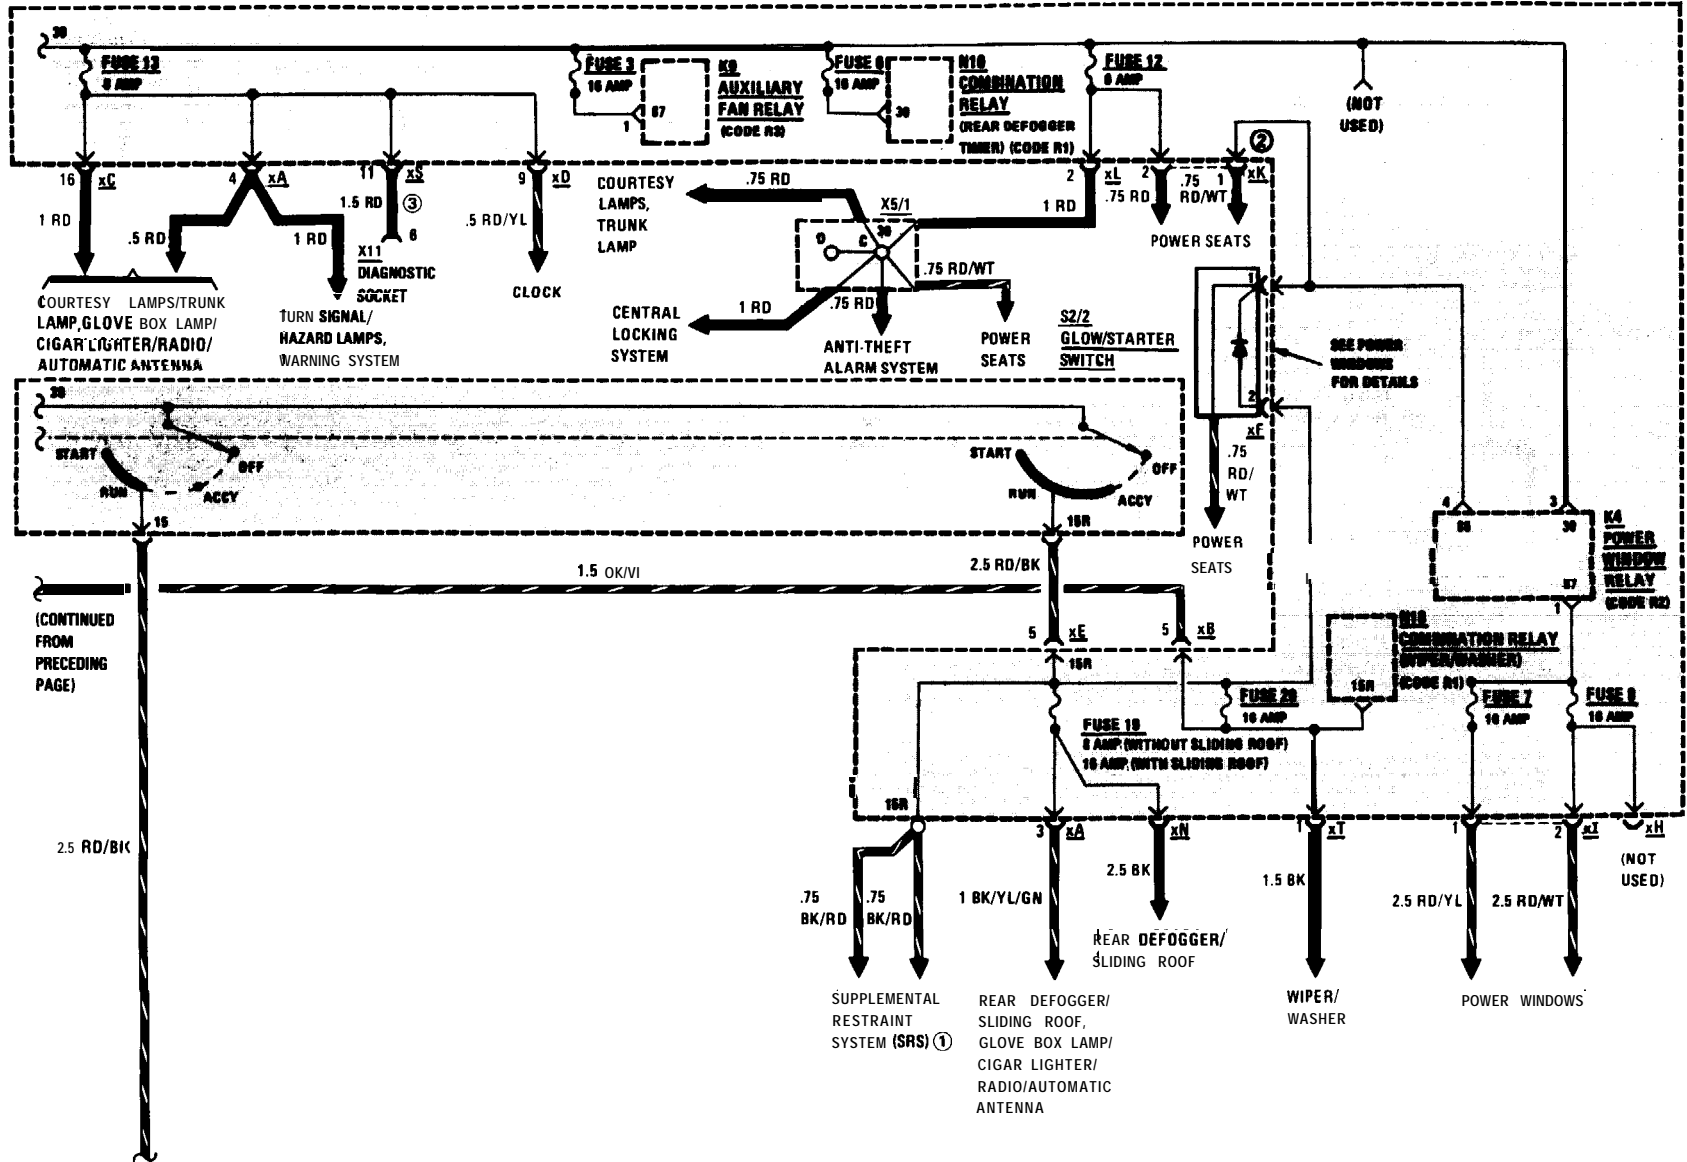 30
FUSE 13
8 AMP
FUSE 3
16 AMP
1
87
K9
AUXILIARY
FAN RELAY
(CODE R3)
FUSE 6
16 AMP
30
N10
COMBINATION
RELAY
(REAR DEFOGGER
TIMER) (CODE R1)
FUSE 12
8 AMP
(NOT
USED)
2
16 xC
4 xA
11 xS
9 xD
2 xL
2
1 xK
1 RD
.5 RD
1 RD
1.5 RD 3
6
X11
DIAGNOSTIC
SOCKET
.5 RD/YL
CLOCK
COURTESY LAMPS/TRUNK
LAMP, GLOVE BOX LAMP/
CIGAR LIGHTER/RADIO/
AUTOMATIC ANTENNA
TURN SIGNAL/
HAZARD LAMPS,
WARNING SYSTEM
COURTESY
LAMPS,
TRUNK
LAMP
.75 RD
X5/1
30
C
1 RD
.75 RD
.75
RD/WT
POWER SEATS
.75 RD/WT
1 RD
.75 RD
CENTRAL
LOCKING
SYSTEM
ANTI-THEFT
ALARM SYSTEM
POWER
SEATS
S2/2
GLOW/STARTER
SWITCH
1
2
xF
SEE POWER
WINDOWS
FOR DETAILS
.75
RD/
WT
POWER
SEATS
30
START
RUN
OFF
ACCY
15
START
RUN
OFF
ACCY
15R
4
3
86
30
87
1
K4
POWER
WINDOW
RELAY
(CODE R2)
1.5 OK/VI
2.5 RD/BK
(CONTINUED
FROM
PRECEDING
PAGE)
5 xE
5 xB
15R
N10
COMBINATION RELAY
(WIPER/WASHER)
(CODE R1)
15R
FUSE 20
16 AMP
FUSE 7
16 AMP
16 AMP
FUSE 19
8 AMP. (WITHOUT SLIDING ROOF)
16 AMP. (WITH SLIDING ROOF)
15R
3 xA
xN
1 xT
1
2 xI
xH
(NOT
USED)
2.5 RD/BK
.75
BK/RD
.75
BK/RD
1 BK/YL/GN
2.5 BK
1.5 BK
2.5 RD/YL
2.5 RD/WT
REAR DEFOGGER/
SLIDING ROOF
SUPPLEMENTAL
RESTRAINT
SYSTEM (SRS) 1
REAR DEFOGGER/
SLIDING ROOF,
GLOVE BOX LAMP/
CIGAR LIGHTER/
RADIO/AUTOMATIC
ANTENNA
WIPER/
WASHER
POWER WINDOWS